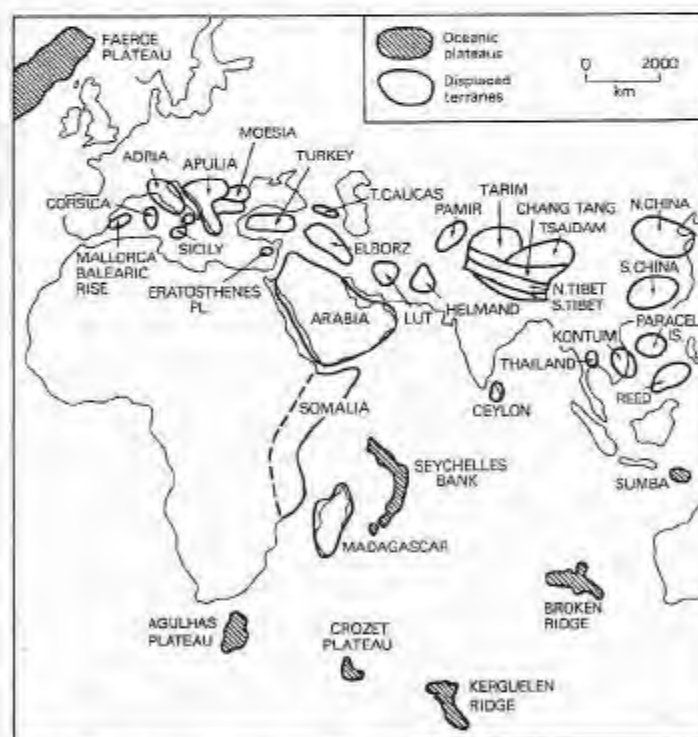 FAEROE
PLATEAU
Oceanic
plateaus
Displaced
terranes
0 2000
km
MOESIA
ADRIA
APULIA
TURKEY
CORSICA
T.CAUCAS
TARIM
PAMIR
CHANG TANG
TSAIDAM
N.CHINA
SICILY
MALLORCA
BALEARIC
RISE
ELBORZ
ERATOSTHENES
PL.
N.TIBET
S.TIBET
S.CHINA
ARABIA
LUT
HELMAND
KONTUM
PARACEL
IS.
THAILAND
SOMALIA
CEYLON
REED
SEYCHELLES
BANK
SUMBA
MADAGASCAR
AGULHAS
PLATEAU
CROZET
PLATEAU
BROKEN
RIDGE
KERGUELEN
RIDGE